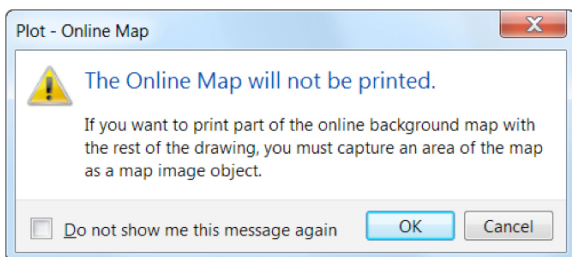 Plot - Online Map
The Online Map will not be printed.
If you want to print part of the online background map with
the rest of the drawing, you must capture an area of the map
as a map image object.
Do not show me this message again
OK
Cancel